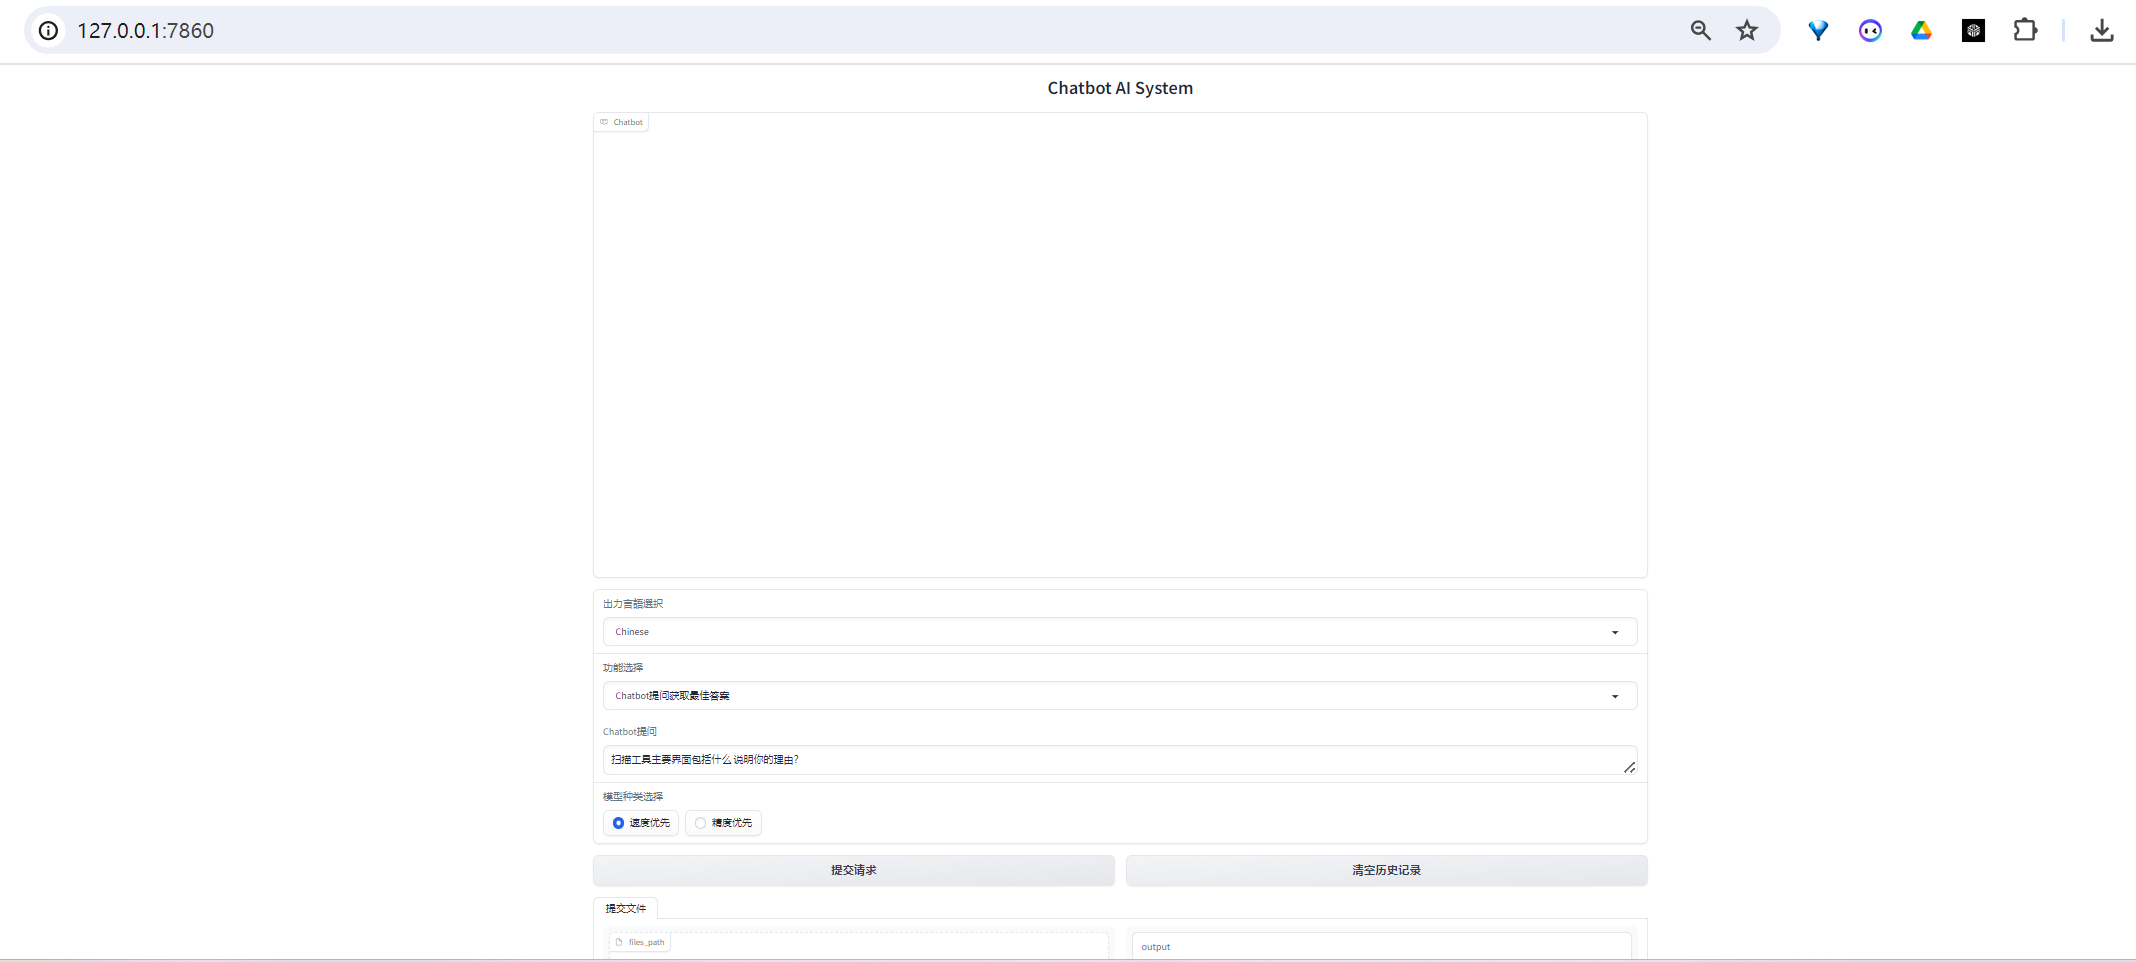 127.0.0.1:7860
Chatbot AI System
Chatbot
出力言語選択
Chinese
功能选择
Chatbot提问获取最佳答案
Chatbot提问
扫描工具主要界面包括什么 说明你的理由?
模型种类选择
速度优先 精度优先
提交请求 清空历史记录
提交文件
files_path output